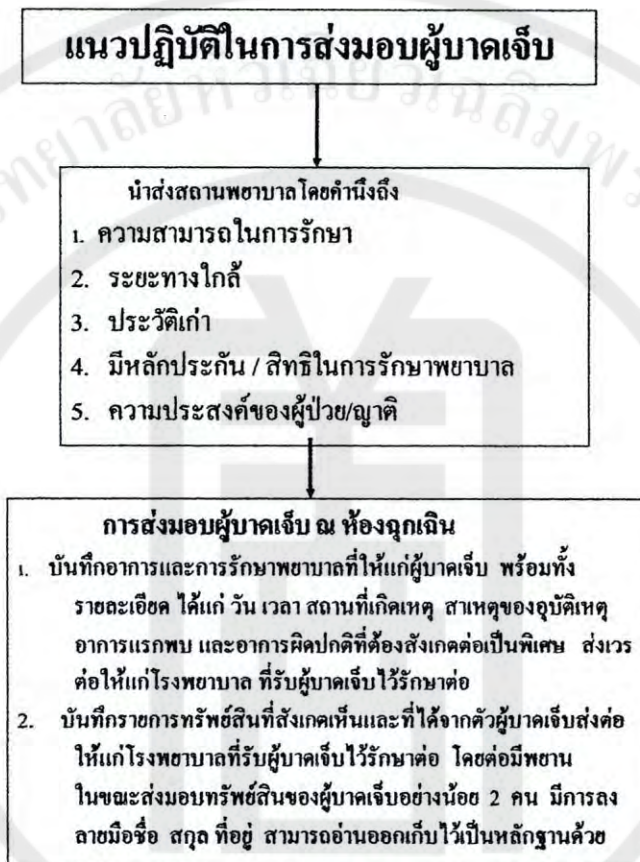 แนวปฏิบัติในการส่งมอบผู้บาดเจ็บ
นำส่งสถานพยาบาลโดยคำนึงถึง
1. ความสามารถในการรักษา
2. ระยะทางใกล้
3. ประวัติเก่า
4. มีหลักประกัน / สิทธิในการรักษาพยาบาล
5. ความประสงค์ของผู้ป่วย/ญาติ
การส่งมอบผู้บาดเจ็บ ณ ห้องฉุกเฉิน
1. บันทึกอาการและการรักษาพยาบาลที่ให้แก่ผู้บาดเจ็บ พร้อมทั้ง
รายละเอียด ได้แก่ วัน เวลา สถานที่เกิดเหตุ สาเหตุของอุบัติเหตุ
อาการแรกพบ และอาการผิดปกติที่ต้องสังเกตต่อเป็นพิเศษ ส่งเวร
ต่อให้แก่โรงพยาบาล ที่รับผู้บาดเจ็บไว้รักษาต่อ
2. บันทึกรายการทรัพย์สินที่สังเกตเห็นและที่ได้จากตัวผู้บาดเจ็บส่งต่อ
ให้แก่โรงพยาบาลที่รับผู้บาดเจ็บไว้รักษาต่อ โดยต่อมีพยาน
ในขณะส่งมอบทรัพย์สินของผู้บาดเจ็บอย่างน้อย 2 คน มีการลง
ลายมือชื่อ สกุล ที่อยู่ สามารถอ่านออกเก็บไว้เป็นหลักฐานด้วย